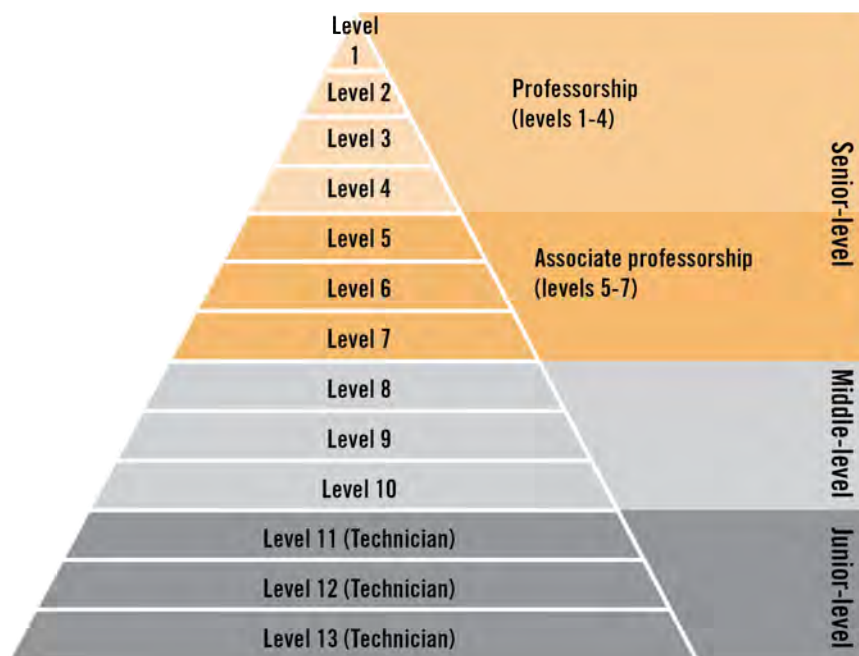 Level
1
Level 2
Level 3
Level 4
Level 5
Level 6
Level 7
Level 8
Level 9
Level 10
Level 11 (Technician)
Level 12 (Technician)
Level 13 (Technician)
Professorship
(levels 1-4)
Associate professorship
(levels 5-7)
Senior-level
Middle-level
Junior-level